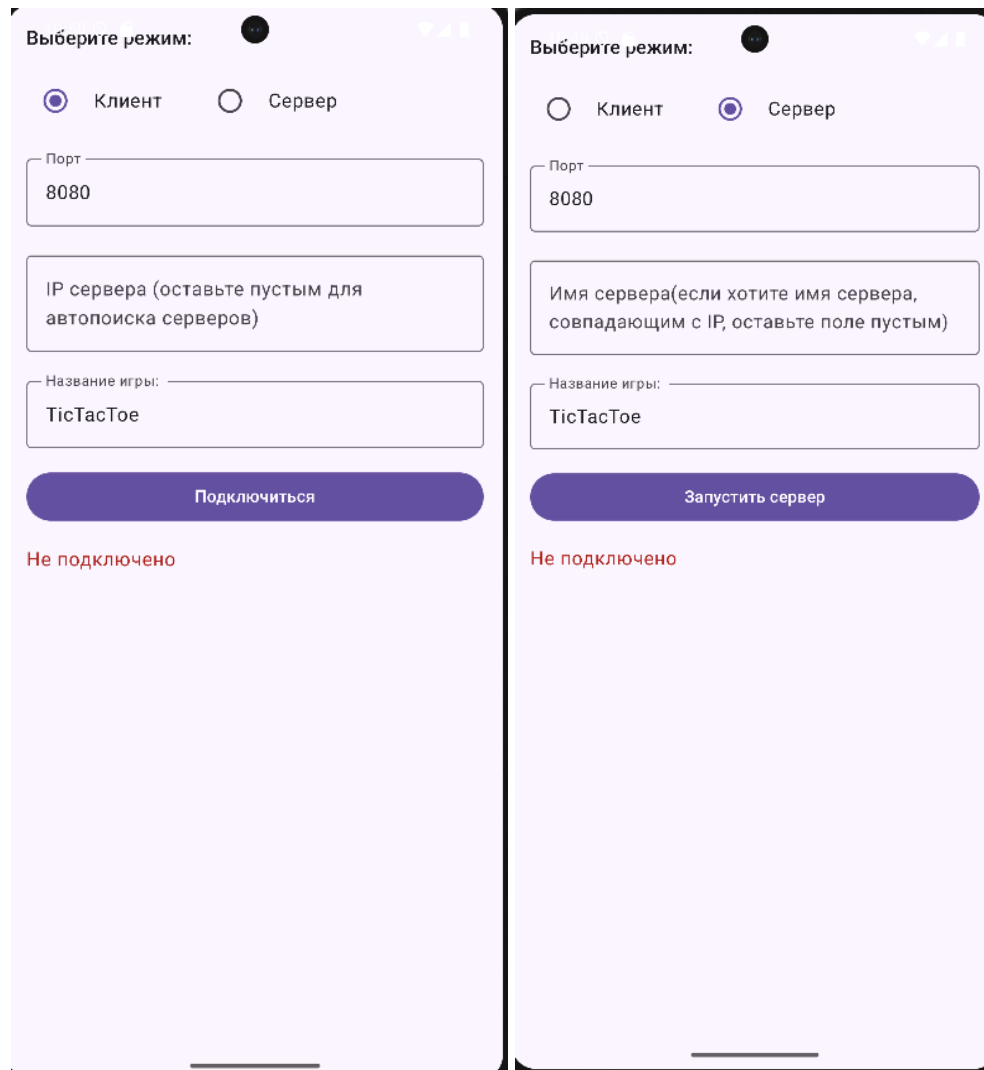 Выберите режим:
Клиент
Сервер
Порт
8080
IP сервера (оставьте пустым для
автопоиска серверов)
Название игры:
TicTacToe
Подключиться
Не подключено
Выберите режим:
Клиент
Сервер
Порт
8080
Имя сервера(если хотите имя сервера,
совпадающим с IP, оставьте поле пустым)
Название игры:
TicTacToe
Запустить сервер
Не подключено